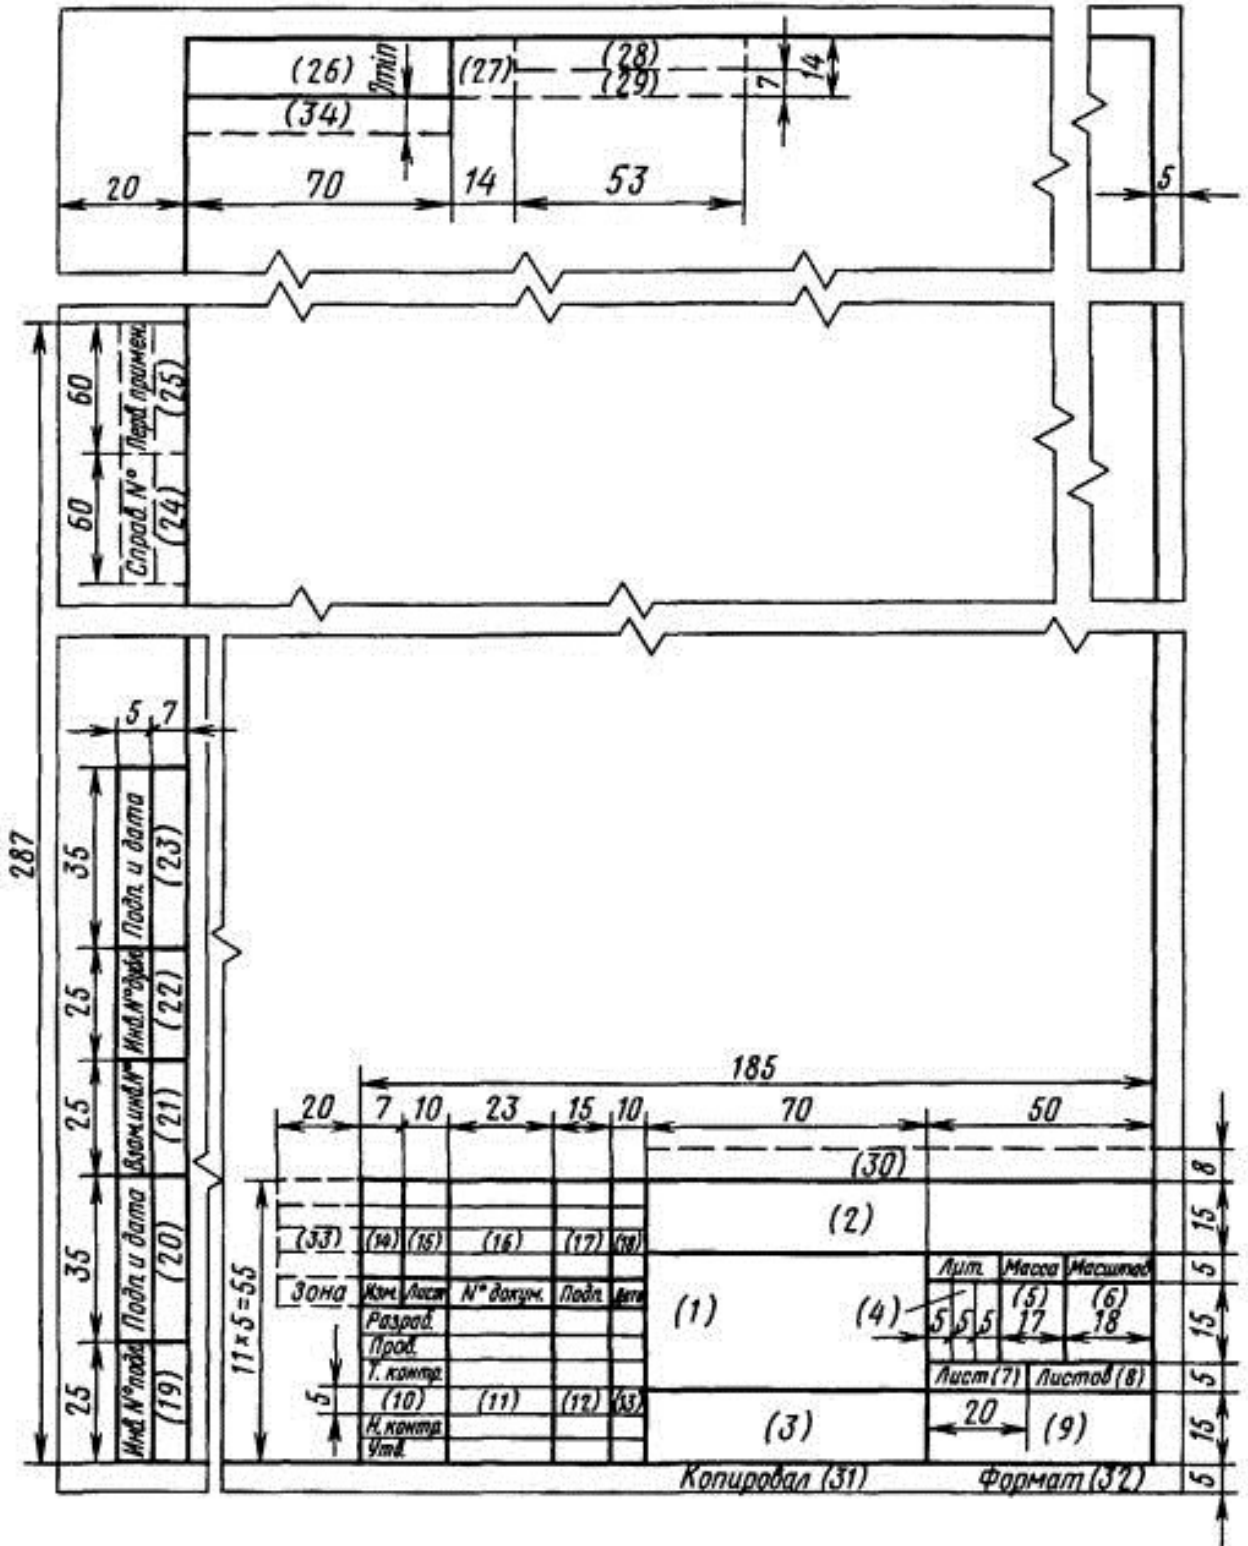 (26) 7min (27) (28) 7 14
(29)
(34)
20 70 14 53 5
60 Перв. примен. (25)
60 Справ. № (24)
287
5 7
35 Подп. и дата (23)
25 Инв. № дубл. (22)
25 Взам. инв. № (21)
35 Подп. и дата (20)
25 Инв. № подл. (19)
185
20 7 10 23 15 10 70 50
(30) 8
(2) 15
(33) (14) (15) (16) (17) (18)
Лит. Масса Масштаб 5
Зона Изм. Лист № докум. Подп. Дата
(1) (4) (5) (6)
5 5 5 17 18 15
11×5=55
Разраб.
Пров.
Т. контр.
Лист (7) Листов (8) 5
5 (10) (11) (12) (13)
20
Н. контр.
(3) (9) 15
Утв.
Копировал (31) Формат (32) 5